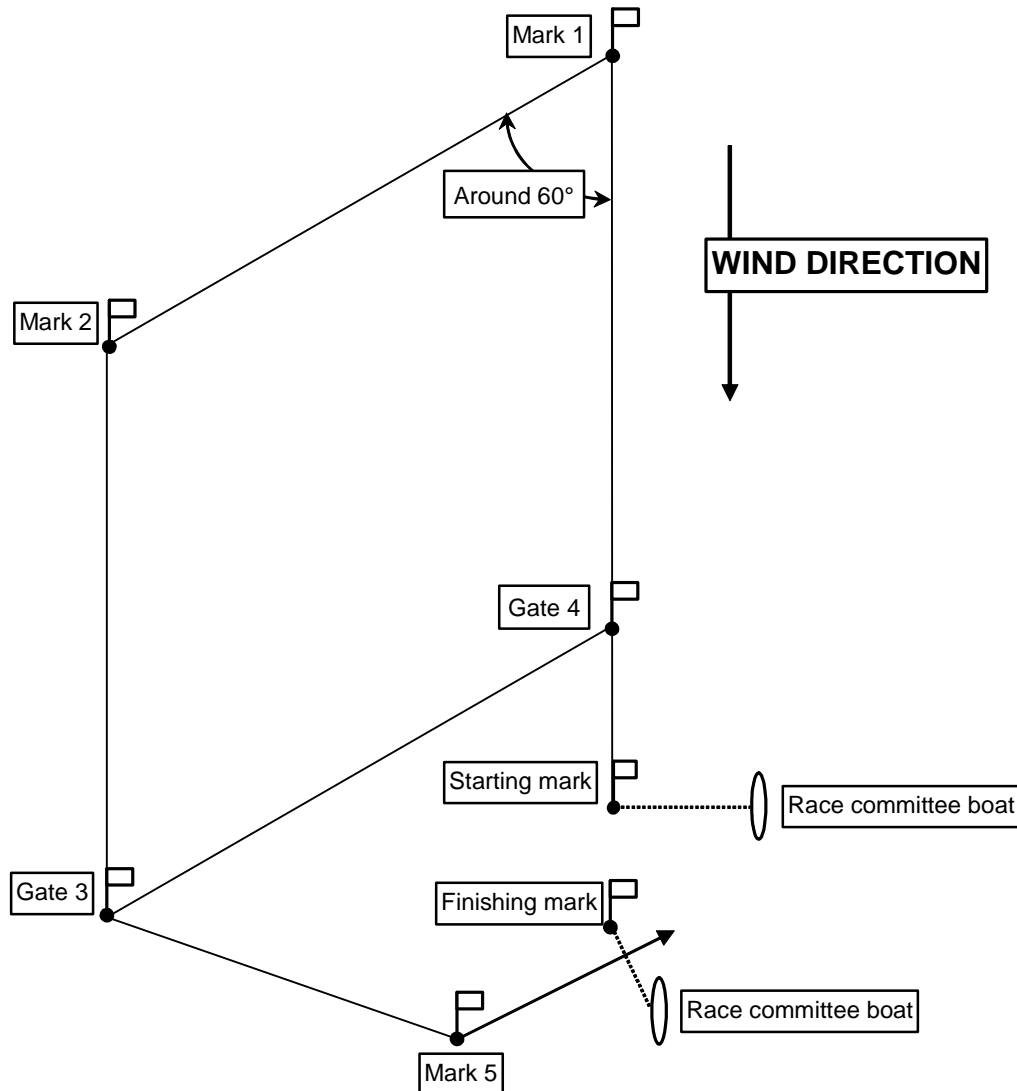 Mark 1
Around 60°
WIND DIRECTION
Mark 2
Gate 4
Starting mark
Race committee boat
Gate 3
Finishing mark
Race committee boat
Mark 5